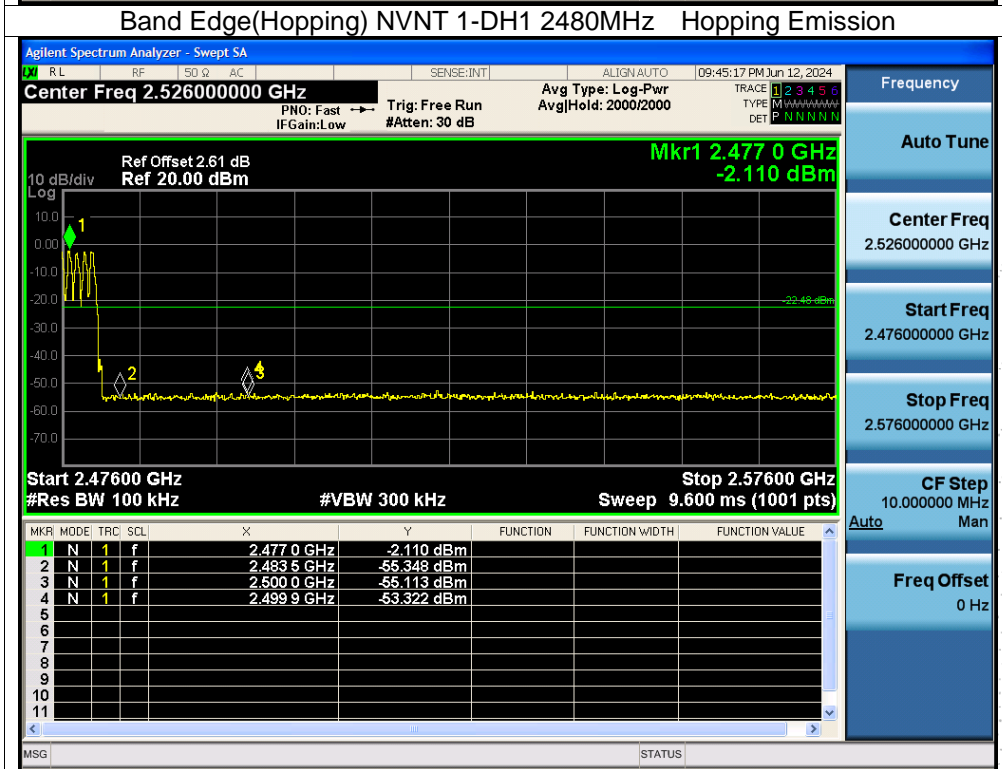 Band Edge(Hopping) NVNT 1-DH1 2480MHz Hopping Emission
Agilent Spectrum Analyzer - Swept SA
LXI RL RF 50 Ω AC SENSE:INT ALIGN AUTO 09:45:17 PM Jun 12, 2024
Center Freq 2.526000000 GHz
PNO: Fast
IFGain:Low
Trig: Free Run
#Atten: 30 dB
Avg Type: Log-Pwr
Avg|Hold: 2000/2000
TRACE 1 2 3 4 5 6
TYPE MWWWWW
DET P N N N N N
Mkr1 2.477 0 GHz
-2.110 dBm
Ref Offset 2.61 dB
Ref 20.00 dBm
10 dB/div
Log
10.0
0.00
-10.0
-20.0
-30.0
-40.0
-50.0
-60.0
-70.0
1
2
4
3
-22.48 dBm
Start 2.47600 GHz
Stop 2.57600 GHz
#Res BW 100 kHz
#VBW 300 kHz
Sweep 9.600 ms (1001 pts)
MKR MODE TRC SCL X Y FUNCTION FUNCTION WIDTH FUNCTION VALUE
1 N 1 f 2.477 0 GHz -2.110 dBm
2 N 1 f 2.483 5 GHz -55.348 dBm
3 N 1 f 2.500 0 GHz -55.113 dBm
4 N 1 f 2.499 9 GHz -53.322 dBm
5
6
7
8
9
10
11
MSG
STATUS
Frequency
Auto Tune
Center Freq
2.526000000 GHz
Start Freq
2.476000000 GHz
Stop Freq
2.576000000 GHz
CF Step
10.000000 MHz
Auto Man
Freq Offset
0 Hz